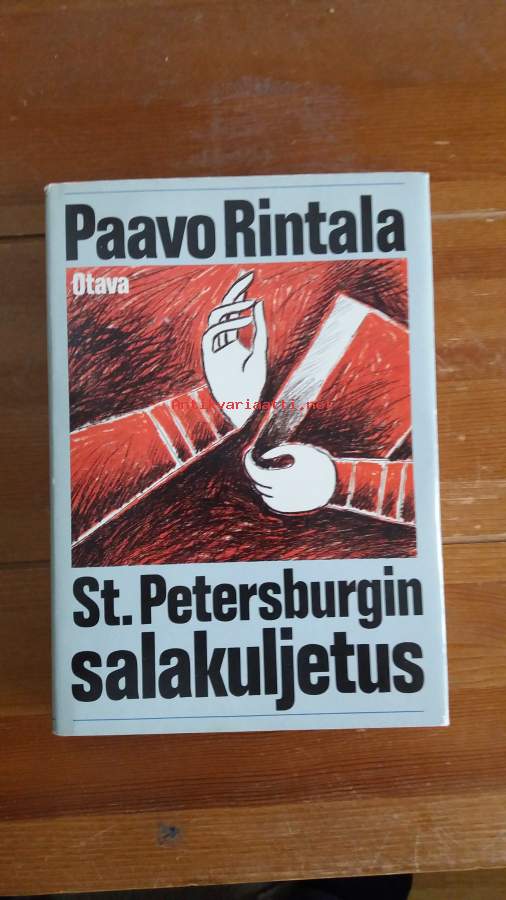 Paavo Rintala
Otava
Antikvariaatti.net
St. Petersburgin
salakuljetus